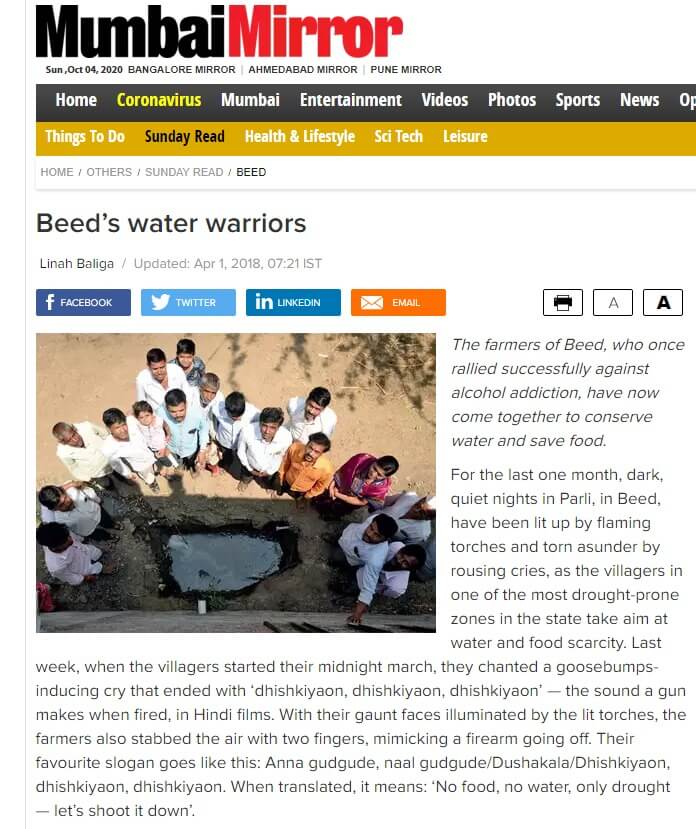 MumbaiMirror
Sun ,Oct 04, 2020 BANGALORE MIRROR | AHMEDABAD MIRROR | PUNE MIRROR
Home Coronavirus Mumbai Entertainment Videos Photos Sports News Op
Things To Do Sunday Read Health & Lifestyle Sci Tech Leisure
HOME / OTHERS / SUNDAY READ / BEED
Beed’s water warriors
Linah Baliga / Updated: Apr 1, 2018, 07:21 IST
f FACEBOOK TWITTER in LINKEDIN EMAIL A A
The farmers of Beed, who once
rallied successfully against
alcohol addiction, have now
come together to conserve
water and save food.
For the last one month, dark,
quiet nights in Parli, in Beed,
have been lit up by flaming
torches and torn asunder by
rousing cries, as the villagers in
one of the most drought-prone
zones in the state take aim at
water and food scarcity. Last
week, when the villagers started their midnight march, they chanted a goosebumps-
inducing cry that ended with ‘dhishkiyaon, dhishkiyaon, dhishkiyaon’ — the sound a gun
makes when fired, in Hindi films. With their gaunt faces illuminated by the lit torches, the
farmers also stabbed the air with two fingers, mimicking a firearm going off. Their
favourite slogan goes like this: Anna gudgude, naal gudgude/Dushakala/Dhishkiyaon,
dhishkiyaon, dhishkiyaon. When translated, it means: ‘No food, no water, only drought
— let’s shoot it down’.